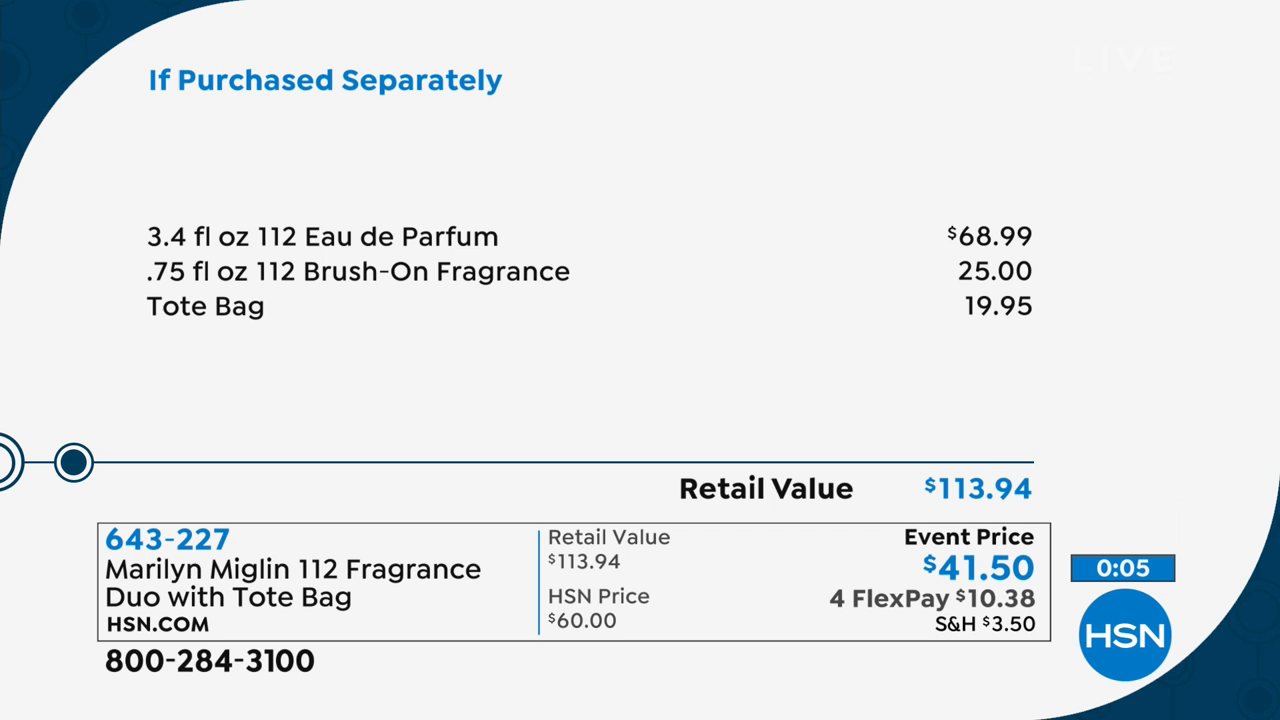 LIVE
If Purchased Separately
3.4 fl oz 112 Eau de Parfum $68.99
.75 fl oz 112 Brush-On Fragrance 25.00
Tote Bag 19.95
Retail Value $113.94
643-227
Marilyn Miglin 112 Fragrance
Duo with Tote Bag
HSN.COM
Retail Value
$113.94
HSN Price
$60.00
Event Price
$41.50
4 FlexPay $10.38
S&H $3.50
0:05
HSN
800-284-3100